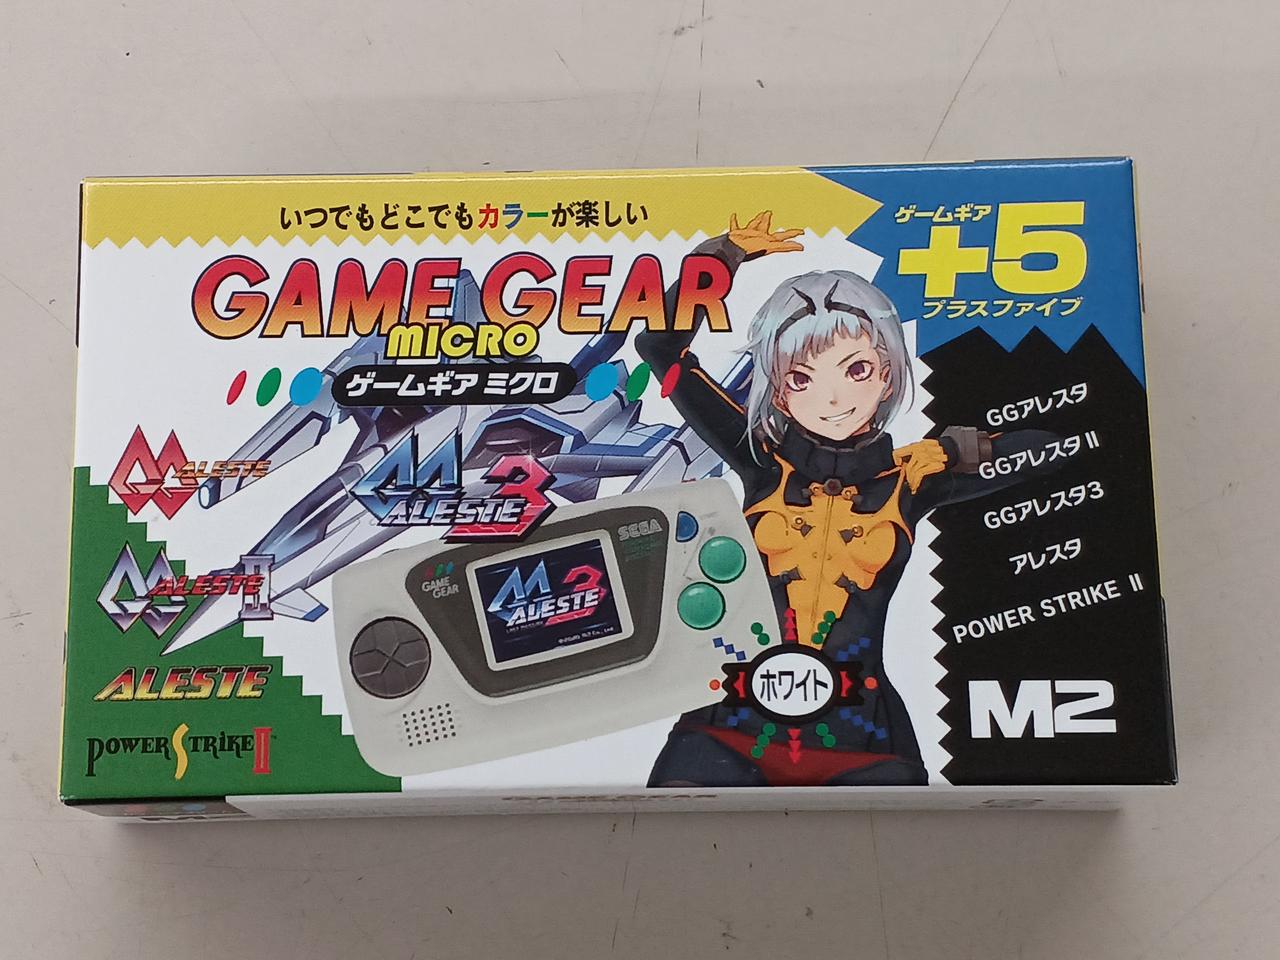 いつでもどこでもカラーが楽しい
ゲームギア
+5
プラスファイブ
GAME GEAR
MICRO
ゲームギア ミクロ
GG ALESTE
GG ALESTE II
ALESTE
POWER STRIKE II
GG ALESTE 3
SEGA
GAME GEAR
GG ALESTE 3
ホワイト
GGアレスタ
GGアレスタ II
GGアレスタ3
アレスタ
POWER STRIKE II
M2